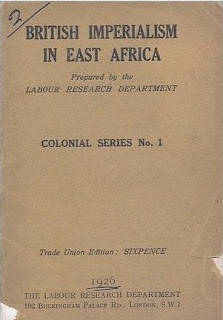 2
BRITISH IMPERIALISM
IN EAST AFRICA
Prepared by the
LABOUR RESEARCH DEPARTMENT
COLONIAL SERIES No. 1
Trade Union Edition: SIXPENCE
1926
THE LABOUR RESEARCH DEPARTMENT
162 BUCKINGHAM PALACE RD., LONDON, S.W.1